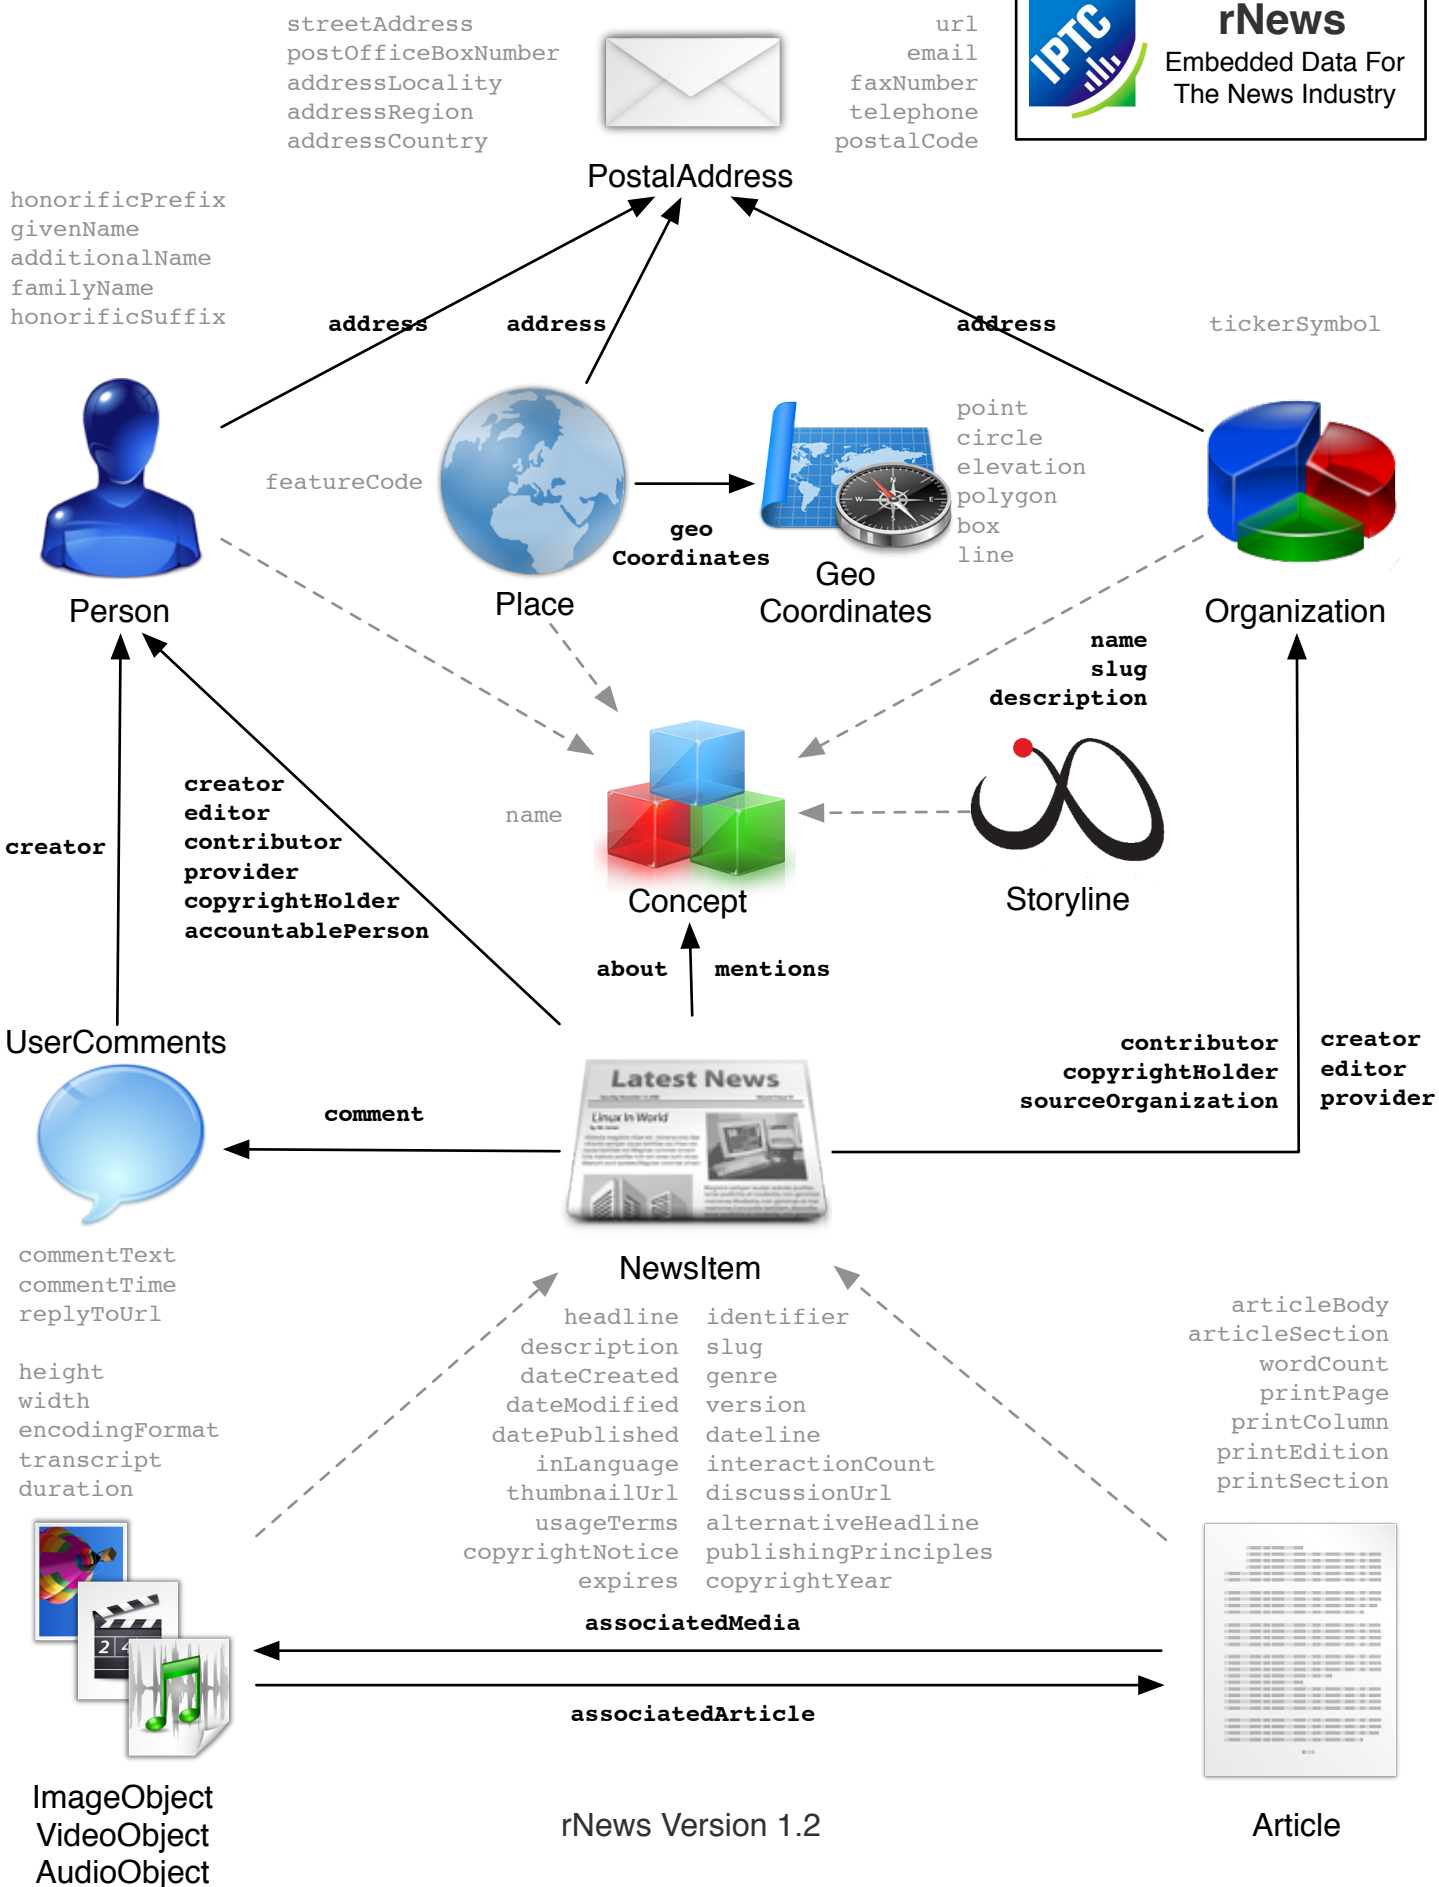 streetAddress
postOfficeBoxNumber
addressLocality
addressRegion
addressCountry
url
email
faxNumber
telephone
postalCode
IPTC
rNews
Embedded Data For
The News Industry
PostalAddress
honorificPrefix
givenName
additionalName
familyName
honorificSuffix
address
address
address
tickerSymbol
featureCode
geo
Coordinates
point
circle
elevation
polygon
box
line
N
W
E
S
Person
Place
Geo
Coordinates
Organization
name
slug
description
creator
creator
editor
contributor
provider
copyrightHolder
accountablePerson
name
Concept
Storyline
about
mentions
UserComments
contributor
copyrightHolder
sourceOrganization
creator
editor
provider
comment
Latest News
Linux In World
NewsItem
commentText
commentTime
replyToUrl
height
width
encodingFormat
transcript
duration
headline identifier
description slug
dateCreated genre
dateModified version
datePublished dateline
inLanguage interactionCount
thumbnailUrl discussionUrl
usageTerms alternativeHeadline
copyrightNotice publishingPrinciples
expires copyrightYear
articleBody
articleSection
wordCount
printPage
printColumn
printEdition
printSection
2 4
associatedMedia
associatedArticle
ImageObject
VideoObject
AudioObject
rNews Version 1.2
Article